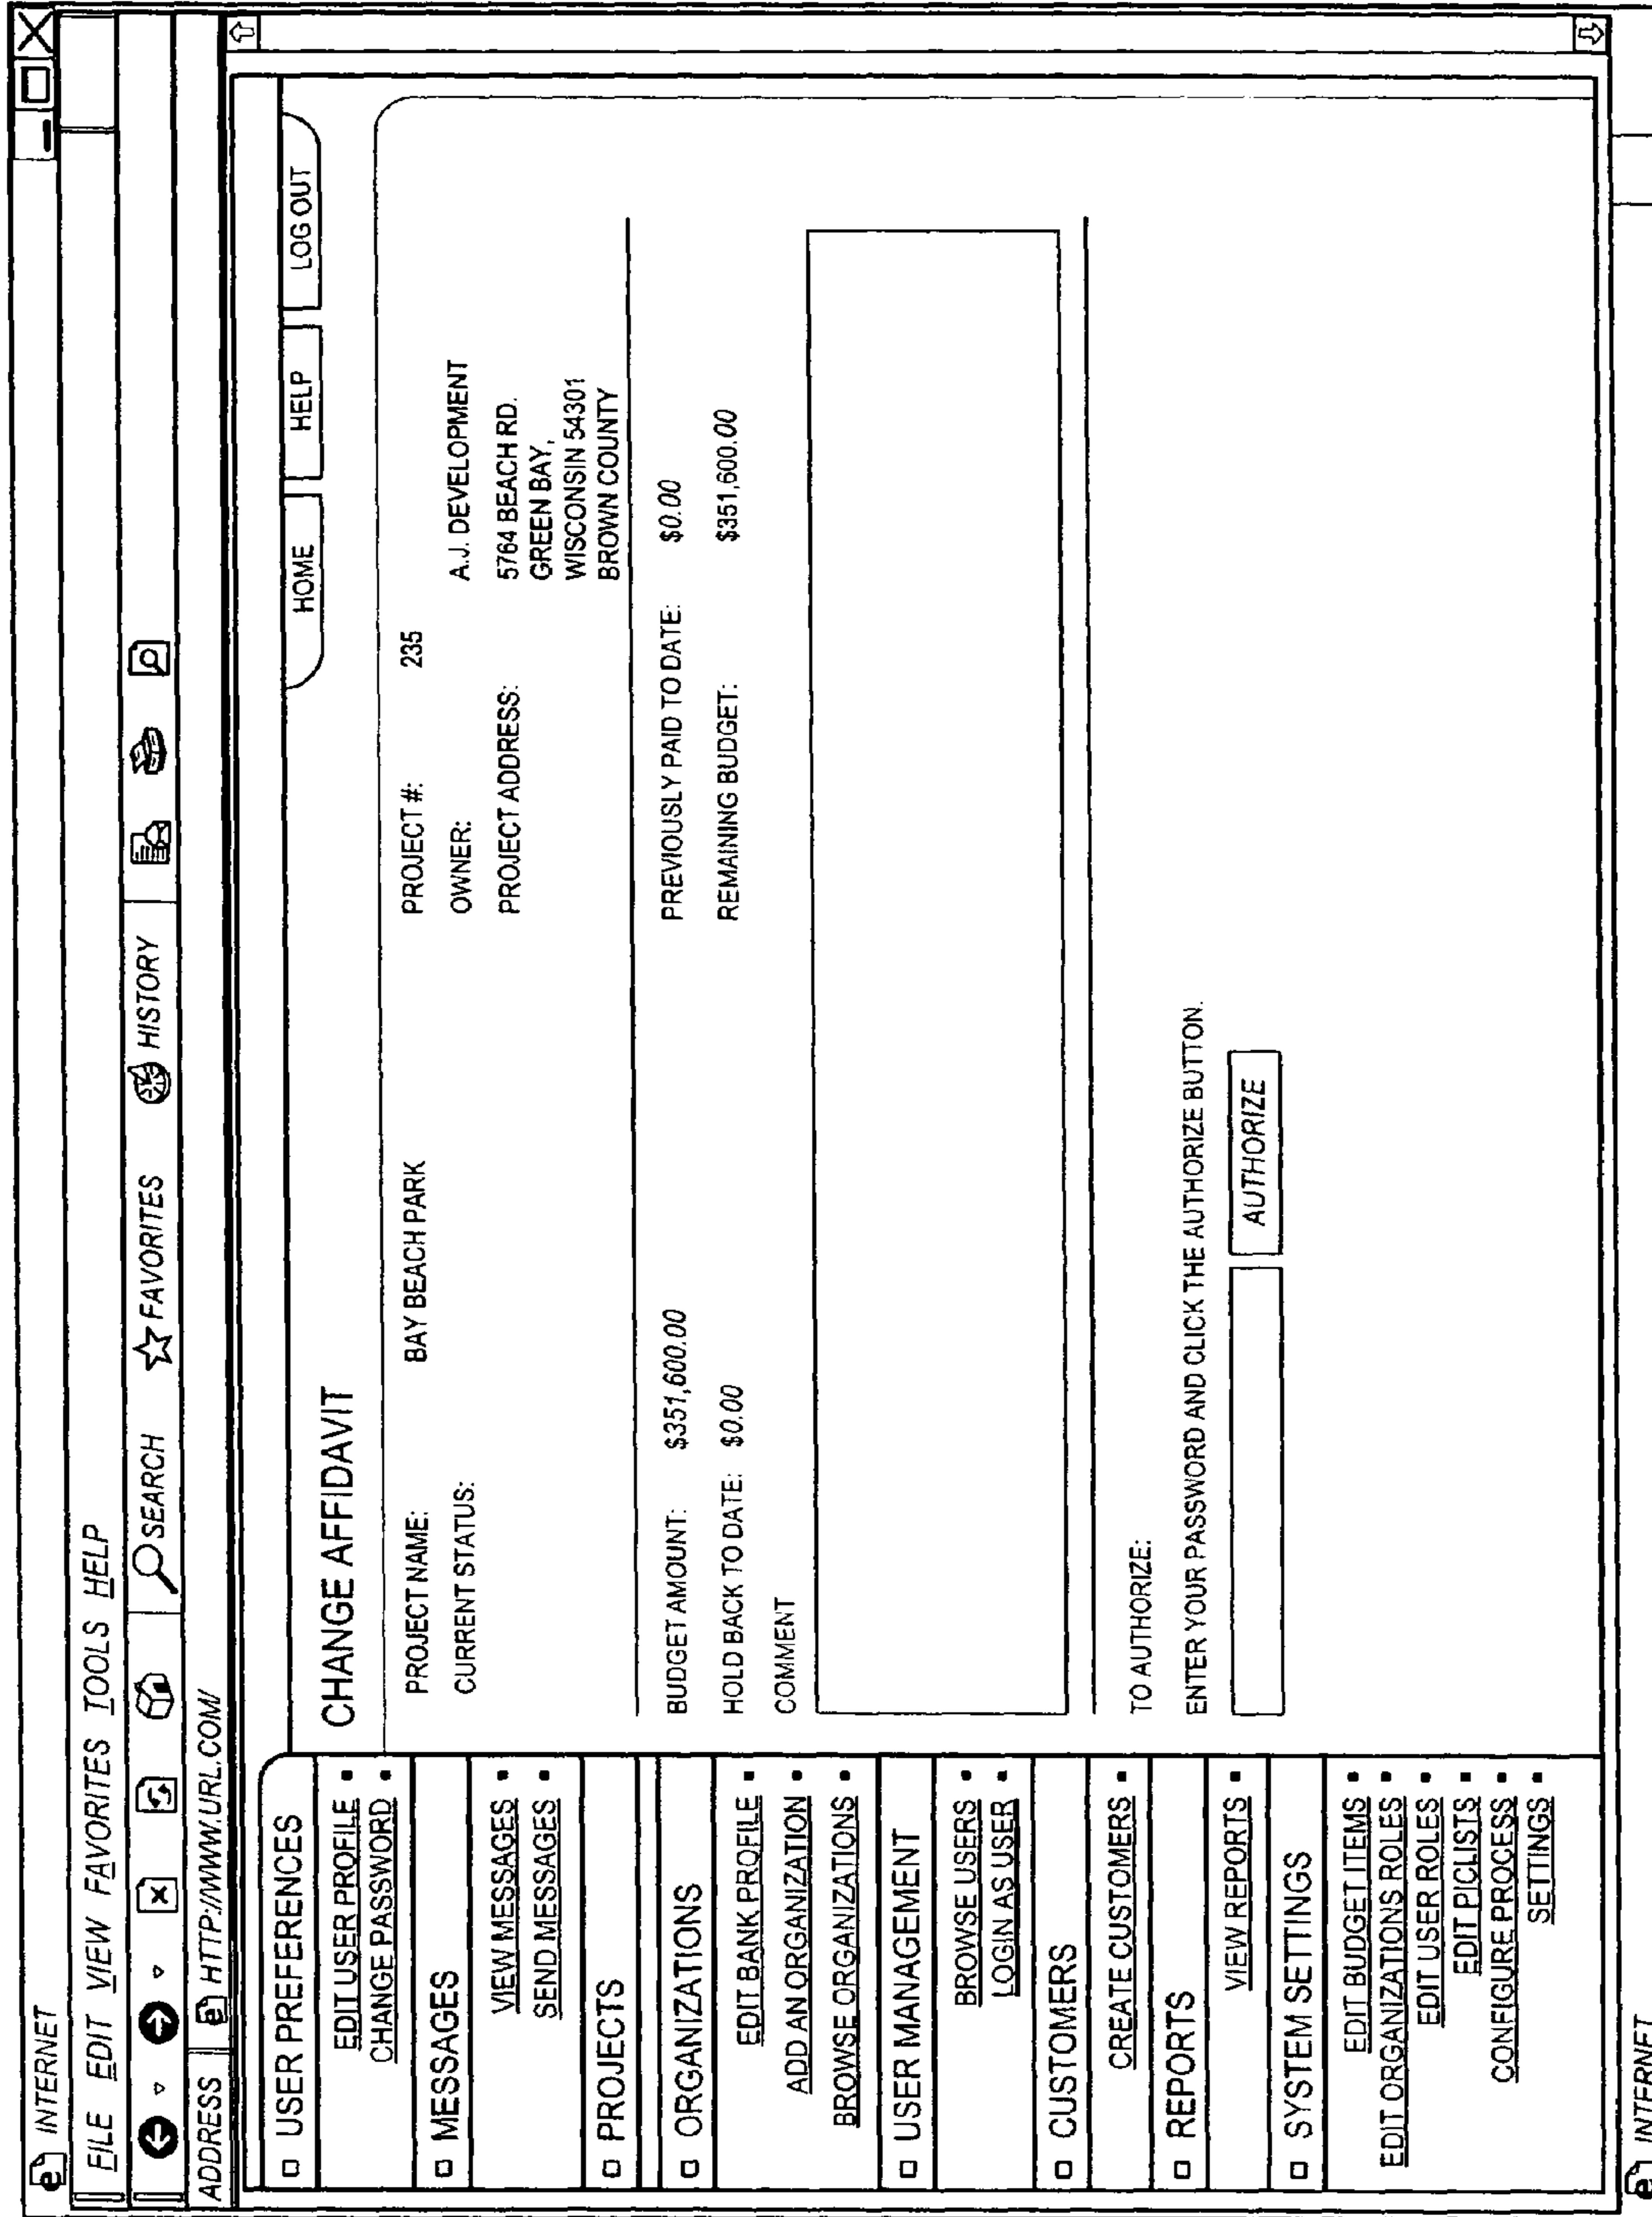 INTERNET
FILE EDIT VIEW FAVORITES TOOLS HELP
SEARCH FAVORITES HISTORY
ADDRESS HTTP://WWW.URL.COM/
HOME HELP LOG OUT
USER PREFERENCES
EDIT USER PROFILE
CHANGE PASSWORD
MESSAGES
VIEW MESSAGES
SEND MESSAGES
PROJECTS
ORGANIZATIONS
EDIT BANK PROFILE
ADD AN ORGANIZATION
BROWSE ORGANIZATIONS
USER MANAGEMENT
BROWSE USERS
LOGIN AS USER
CUSTOMERS
CREATE CUSTOMERS
REPORTS
VIEW REPORTS
SYSTEM SETTINGS
EDIT BUDGET ITEMS
EDIT ORGANIZATIONS ROLES
EDIT USER ROLES
EDIT PICLISTS
CONFIGURE PROCESS
SETTINGS
CHANGE AFFIDAVIT
PROJECT NAME: BAY BEACH PARK PROJECT #: 235
CURRENT STATUS: OWNER: A.J. DEVELOPMENT
PROJECT ADDRESS: 5764 BEACH RD.
GREEN BAY,
WISCONSIN 54301
BROWN COUNTY
BUDGET AMOUNT: $351,600.00 PREVIOUSLY PAID TO DATE: $0.00
HOLD BACK TO DATE: $0.00 REMAINING BUDGET: $351,600.00
COMMENT
TO AUTHORIZE:
ENTER YOUR PASSWORD AND CLICK THE AUTHORIZE BUTTON.
AUTHORIZE
INTERNET